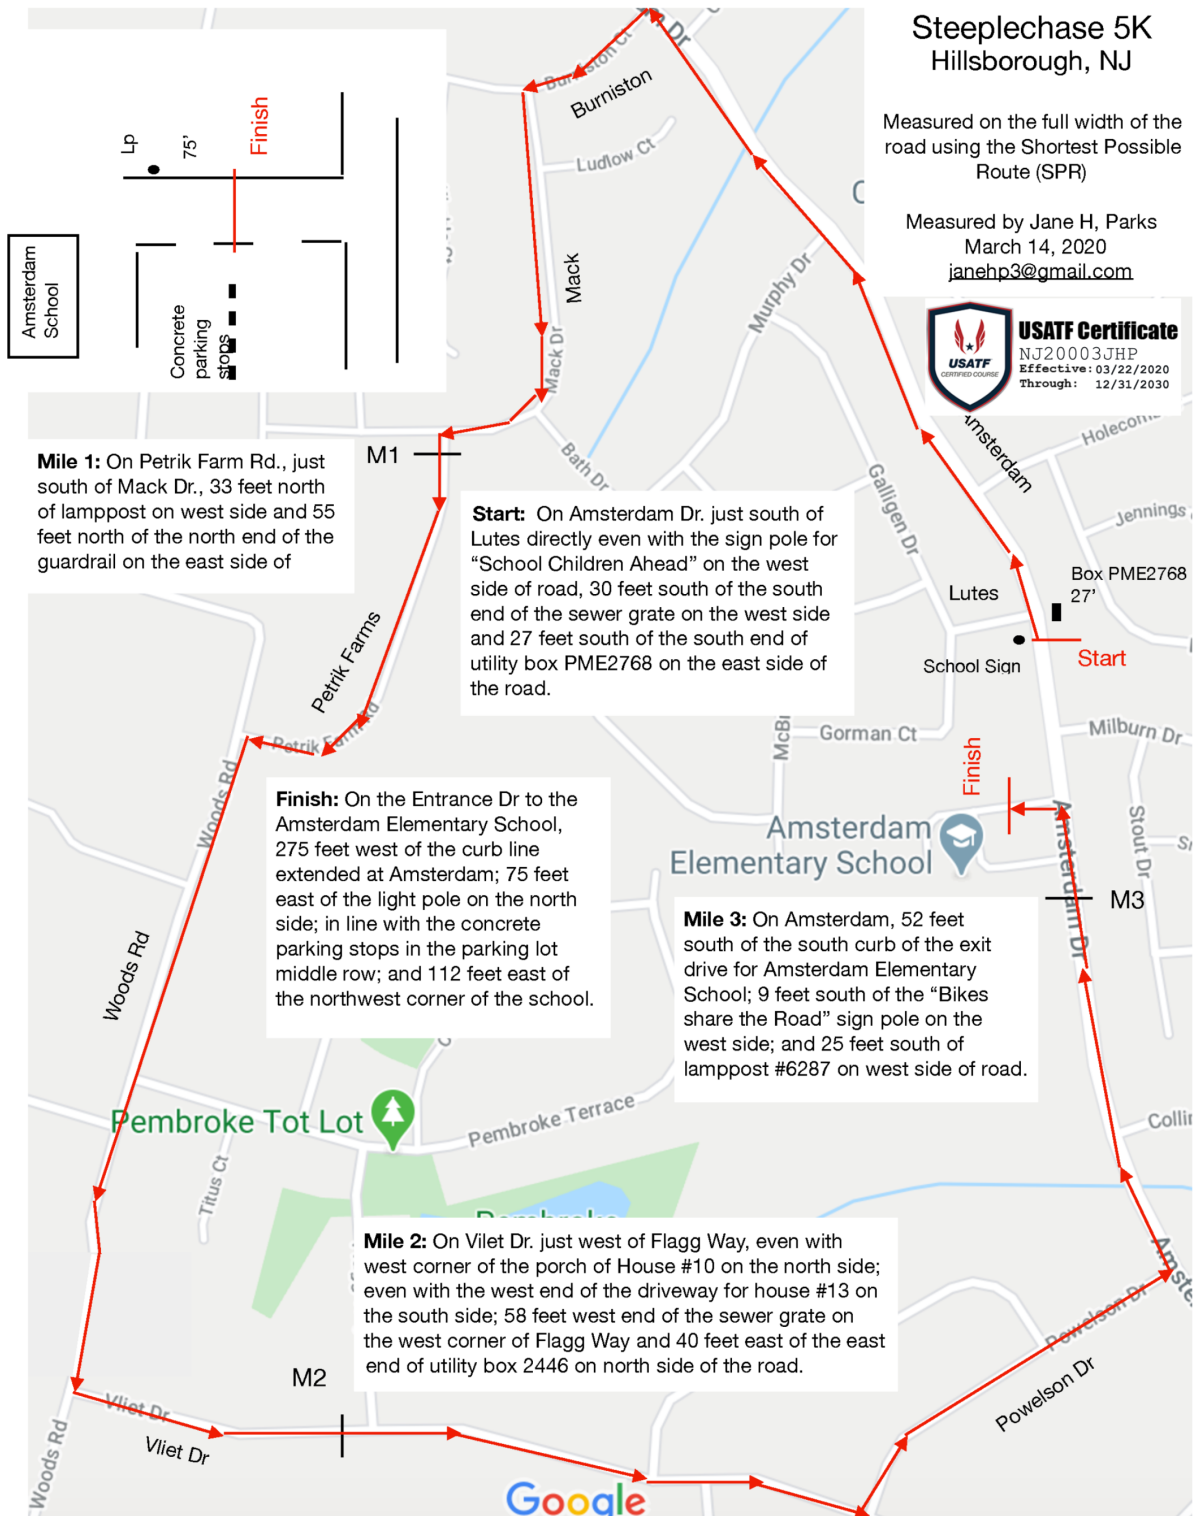 Steeplechase 5K
Hillsborough, NJ
Measured on the full width of the
road using the Shortest Possible
Route (SPR)
Measured by Jane H, Parks
March 14, 2020
janehp3@gmail.com
USATF
CERTIFIED COURSE
USATF Certificate
NJ20003JHP
Effective: 03/22/2020
Through: 12/31/2030
Lp
75'
Finish
Amsterdam
School
Concrete
parking
stops
Burniston Ct
Burniston
Dr
Ludlow Ct
Mack
Mack Dr
Murphy Dr
Bath Dr
Galligen Dr
Amsterdam
Jennings
M1
Mile 1: On Petrik Farm Rd., just
south of Mack Dr., 33 feet north
of lamppost on west side and 55
feet north of the north end of the
guardrail on the east side of
Start: On Amsterdam Dr. just south of
Lutes directly even with the sign pole for
“School Children Ahead” on the west
side of road, 30 feet south of the south
end of the sewer grate on the west side
and 27 feet south of the south end of
utility box PME2768 on the east side of
the road.
Lutes
Box PME2768
27'
School Sign
Start
Petrik Farms
Petrik Farm Rd
Woods Rd
Woods Rd
Gorman Ct
Milburn Dr
Finish
Amsterdam Dr
Stout Dr
Amsterdam
Elementary School
M3
Finish: On the Entrance Dr to the
Amsterdam Elementary School,
275 feet west of the curb line
extended at Amsterdam; 75 feet
east of the light pole on the north
side; in line with the concrete
parking stops in the parking lot
middle row; and 112 feet east of
the northwest corner of the school.
Mile 3: On Amsterdam, 52 feet
south of the south curb of the exit
drive for Amsterdam Elementary
School; 9 feet south of the “Bikes
share the Road” sign pole on the
west side; and 25 feet south of
lamppost #6287 on west side of road.
Pembroke Tot Lot
Pembroke Terrace
Titus Ct
Pembroke
Mile 2: On Vilet Dr. just west of Flagg Way, even with
west corner of the porch of House #10 on the north side;
even with the west end of the driveway for house #13 on
the south side; 58 feet west end of the sewer grate on
the west corner of Flagg Way and 40 feet east of the east
end of utility box 2446 on north side of the road.
M2
Vliet Dr
Vliet Dr
Woods Rd
Powelson Dr
Powelson Dr
Google